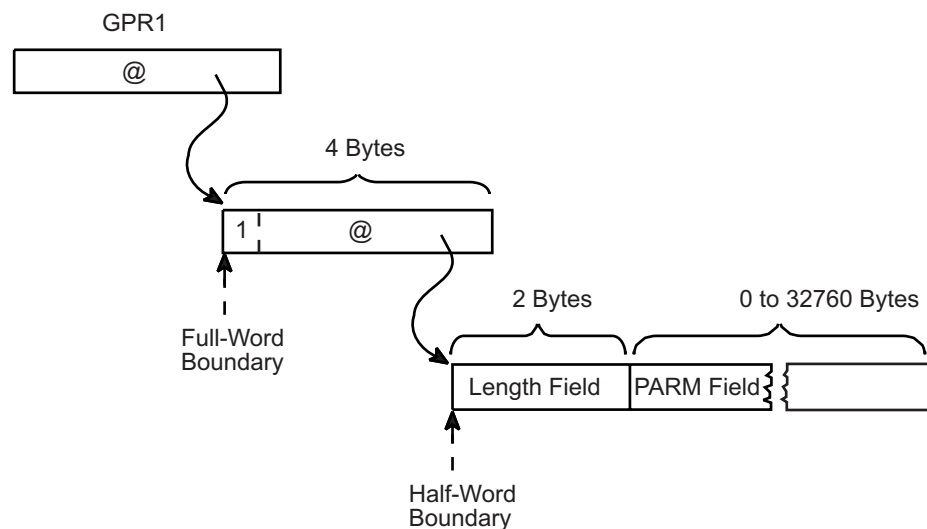 GPR1
@
4 Bytes
1 @
Full-Word
Boundary
2 Bytes 0 to 32760 Bytes
Length Field PARM Field
Half-Word
Boundary